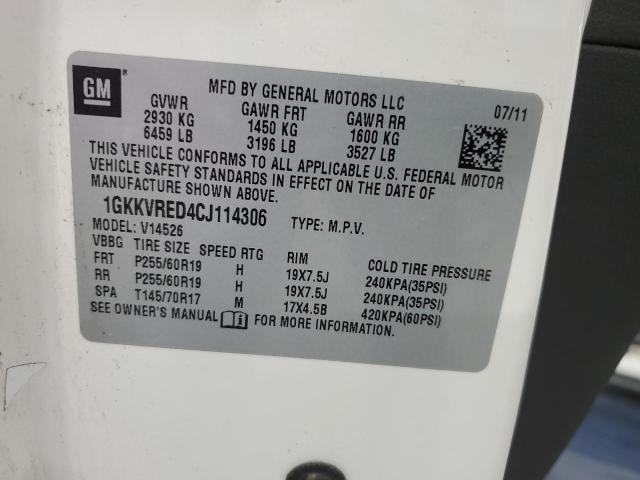 GM
MFD BY GENERAL MOTORS LLC
07/11
GVWR GAWR FRT GAWR RR
2930 KG 1450 KG 1600 KG
6459 LB 3196 LB 3527 LB
THIS VEHICLE CONFORMS TO ALL APPLICABLE U.S. FEDERAL MOTOR
VEHICLE SAFETY STANDARDS IN EFFECT ON THE DATE OF
MANUFACTURE SHOWN ABOVE.
1GKKVRED4CJ114306 TYPE: M.P.V.
MODEL: V14526
VBBG TIRE SIZE SPEED RTG RIM COLD TIRE PRESSURE
FRT P255/60R19 H 19X7.5J 240KPA(35PSI)
RR P255/60R19 H 19X7.5J 240KPA(35PSI)
SPA T145/70R17 M 17X4.5B 420KPA(60PSI)
SEE OWNER'S MANUAL FOR MORE INFORMATION.